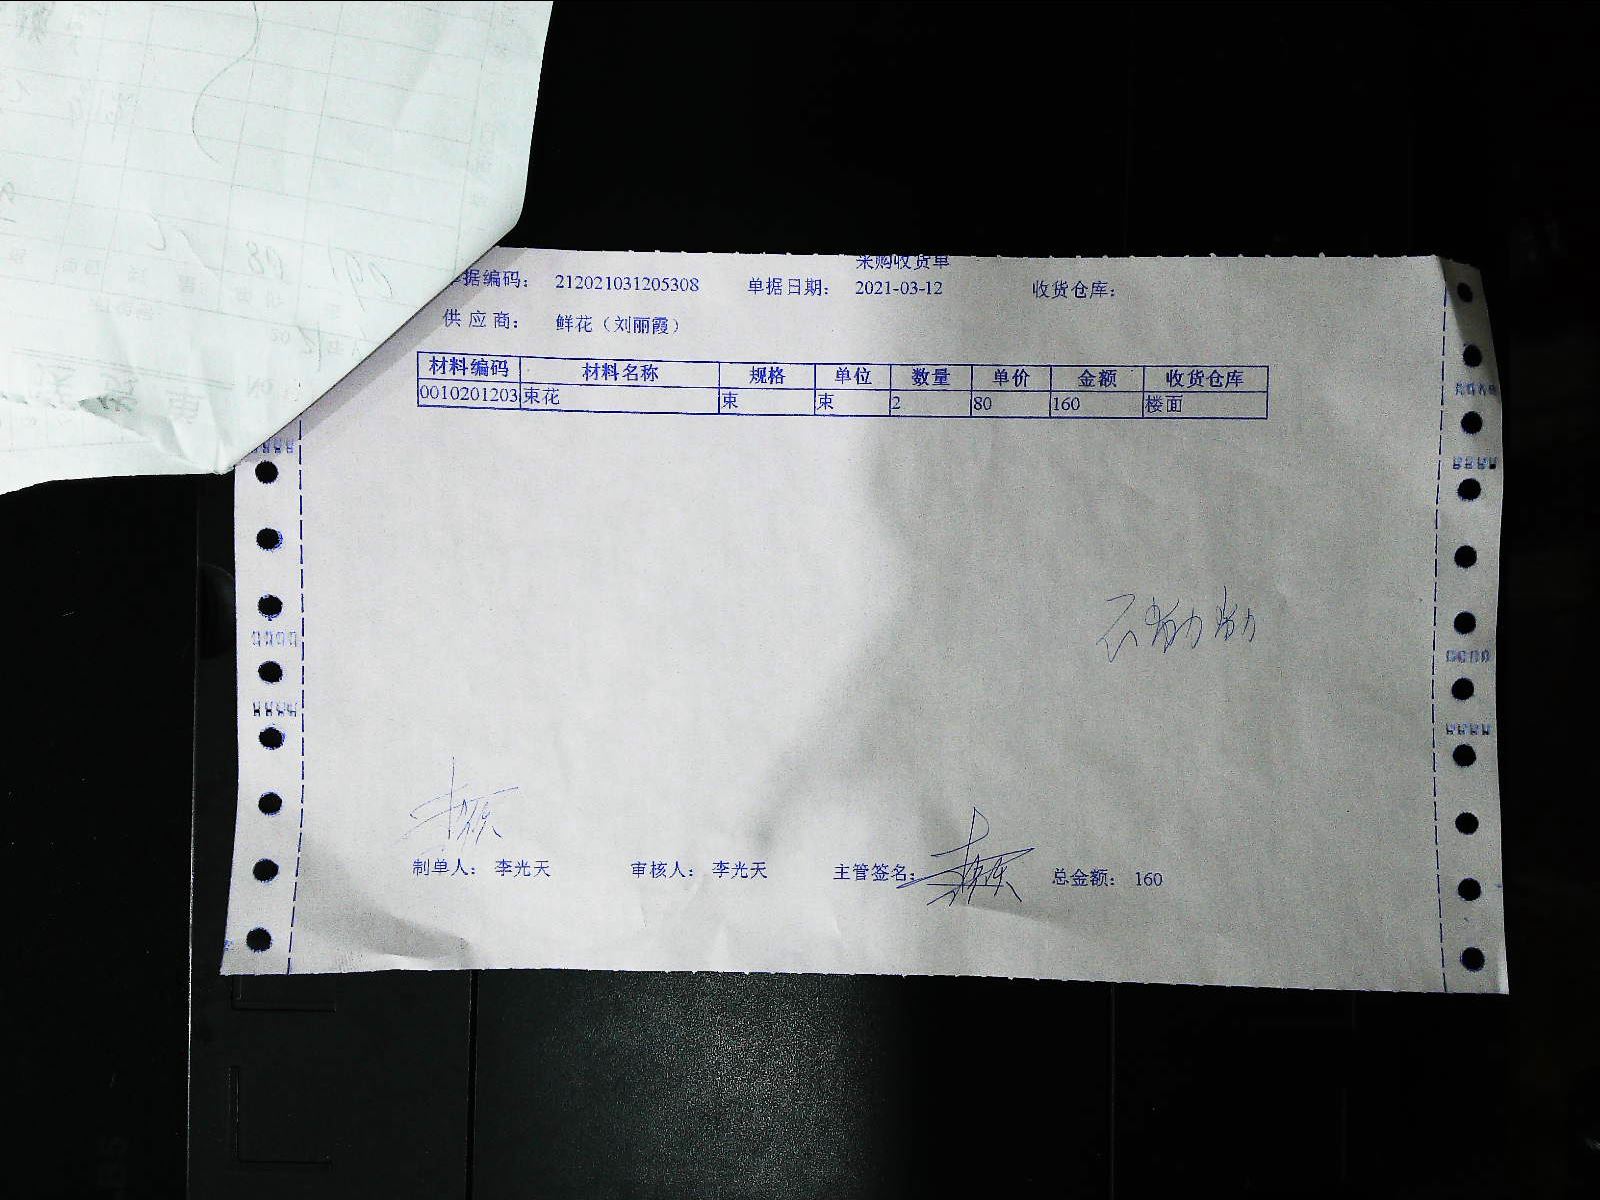 采购收货单
单据编码： 212021031205308 单据日期： 2021-03-12 收货仓库：
供应商： 鲜花（刘丽霞）
材料编码 材料名称 规格 单位 数量 单价 金额 收货仓库
0010201203 束花 束 束 2 80 160 楼面
制单人： 李光天 审核人： 李光天 主管签名： 总金额： 160